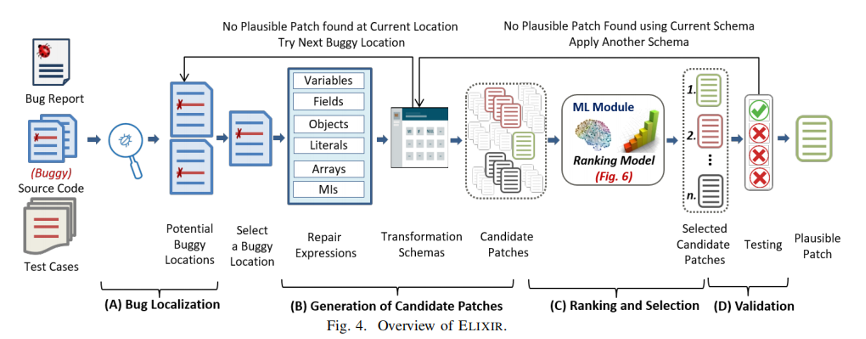 No Plausible Patch found at Current Location
Try Next Buggy Location
No Plausible Patch Found using Current Schema
Apply Another Schema
Bug Report
(Buggy)
Source Code
Test Cases
Potential
Buggy
Locations
Select
a Buggy
Location
Variables
Fields
Objects
Literals
Arrays
MIs
Repair
Expressions
Transformation
Schemas
Candidate
Patches
ML Module
Ranking Model
(Fig. 6)
1.
2.
n.
Selected
Candidate
Patches
Testing
Plausible
Patch
(A) Bug Localization
(B) Generation of Candidate Patches
(C) Ranking and Selection
(D) Validation
Fig. 4. Overview of ELIXIR.